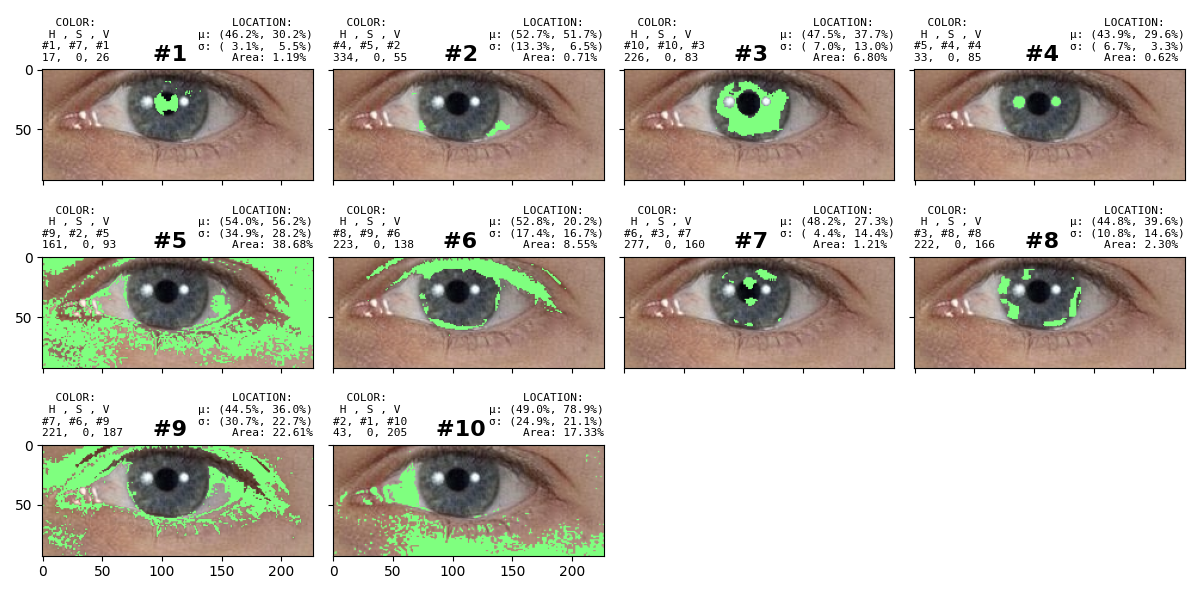 COLOR: LOCATION:
H , S , V μ: (46.2%, 30.2%)
#1, #7, #1 σ: ( 3.1%, 5.5%)
17, 0, 26 #1 Area: 1.19%
COLOR: LOCATION:
H , S , V μ: (52.7%, 51.7%)
#4, #5, #2 σ: (13.3%, 6.5%)
334, 0, 55 #2 Area: 0.71%
COLOR: LOCATION:
H , S , V μ: (47.5%, 37.7%)
#10, #10, #3 σ: ( 7.0%, 13.0%)
226, 0, 83 #3 Area: 6.80%
COLOR: LOCATION:
H , S , V μ: (43.9%, 29.6%)
#5, #4, #4 σ: ( 6.7%, 3.3%)
33, 0, 85 #4 Area: 0.62%
0
50
COLOR: LOCATION:
H , S , V μ: (54.0%, 56.2%)
#9, #2, #5 σ: (34.9%, 28.2%)
161, 0, 93 #5 Area: 38.68%
COLOR: LOCATION:
H , S , V μ: (52.8%, 20.2%)
#8, #9, #6 σ: (17.4%, 16.7%)
223, 0, 138 #6 Area: 8.55%
COLOR: LOCATION:
H , S , V μ: (48.2%, 27.3%)
#6, #3, #7 σ: ( 4.4%, 14.4%)
277, 0, 160 #7 Area: 1.21%
COLOR: LOCATION:
H , S , V μ: (44.8%, 39.6%)
#3, #8, #8 σ: (10.8%, 14.6%)
222, 0, 166 #8 Area: 2.30%
0
50
COLOR: LOCATION:
H , S , V μ: (44.5%, 36.0%)
#7, #6, #9 σ: (30.7%, 22.7%)
221, 0, 187 #9 Area: 22.61%
COLOR: LOCATION:
H , S , V μ: (49.0%, 78.9%)
#2, #1, #10 σ: (24.9%, 21.1%)
43, 0, 205 #10 Area: 17.33%
0
50
0 50 100 150 200
0 50 100 150 200